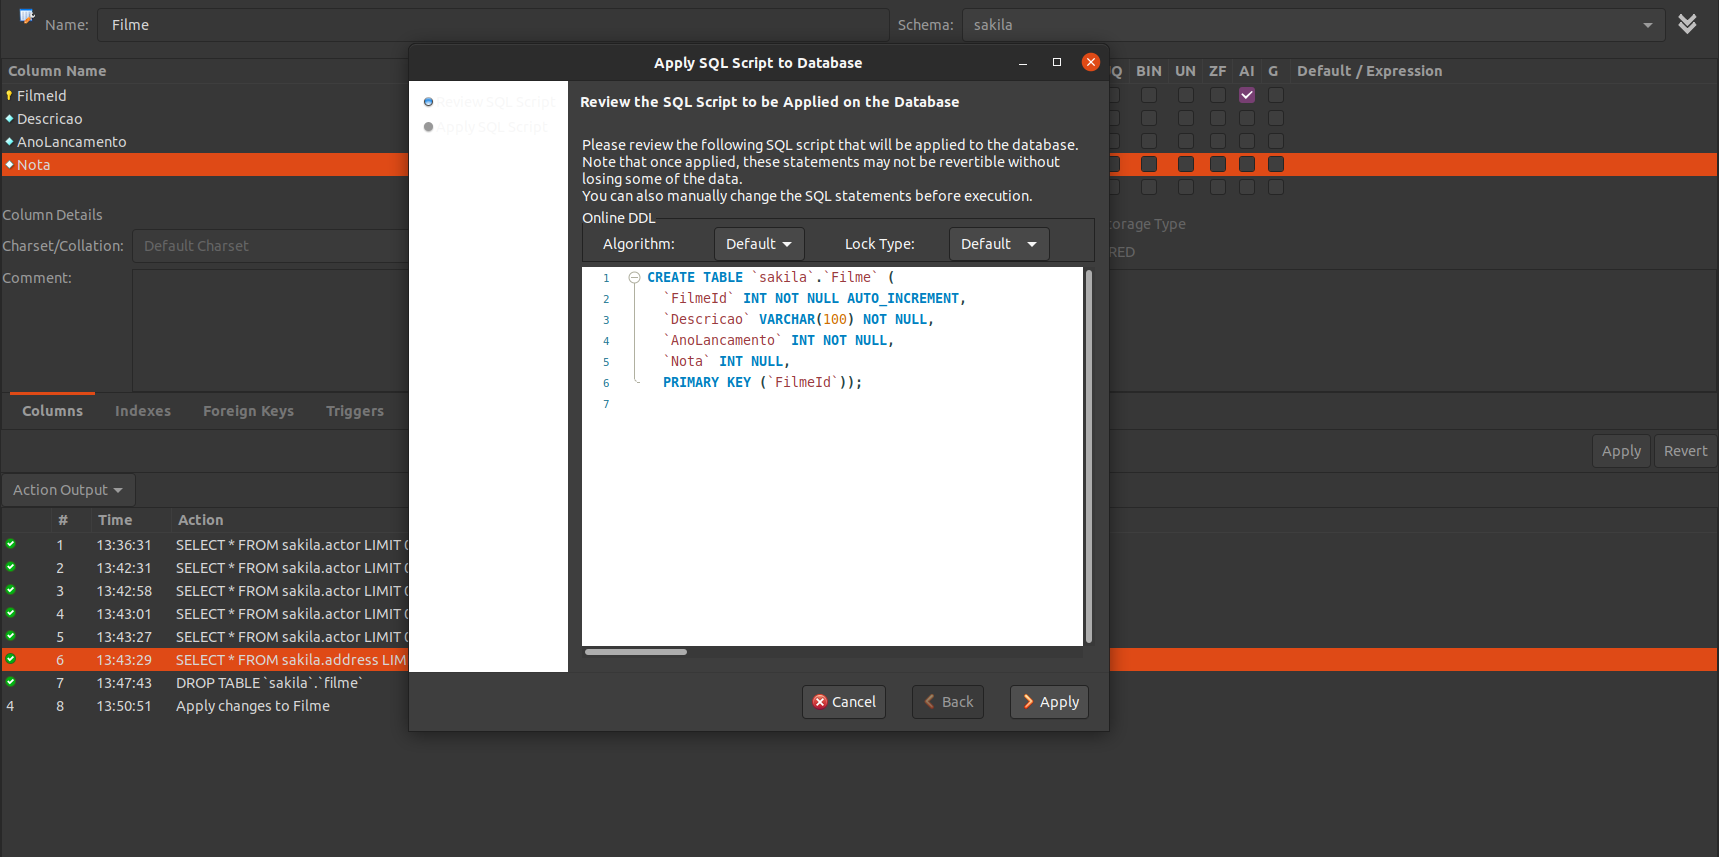 Name: Filme Schema: sakila
Apply SQL Script to Database
Column Name Q BIN UN ZF AI G Default / Expression
FilmeId
Descricao
AnoLancamento
Nota
Column Details
Charset/Collation: Default Charset
Comment:
orage Type
RED
Review SQL Script
Apply SQL Script
Review the SQL Script to be Applied on the Database
Please review the following SQL script that will be applied to the database.
Note that once applied, these statements may not be revertible without
losing some of the data.
You can also manually change the SQL statements before execution.
Online DDL
Algorithm: Default Lock Type: Default
1 CREATE TABLE `sakila`.`Filme` (
2 `FilmeId` INT NOT NULL AUTO_INCREMENT,
3 `Descricao` VARCHAR(100) NOT NULL,
4 `AnoLancamento` INT NOT NULL,
5 `Nota` INT NULL,
6 PRIMARY KEY (`FilmeId`));
7
Cancel Back Apply
Columns Indexes Foreign Keys Triggers
Apply Revert
Action Output
# Time Action
1 13:36:31 SELECT * FROM sakila.actor LIMIT 0
2 13:42:31 SELECT * FROM sakila.actor LIMIT 0
3 13:42:58 SELECT * FROM sakila.actor LIMIT 0
4 13:43:01 SELECT * FROM sakila.actor LIMIT 0
5 13:43:27 SELECT * FROM sakila.actor LIMIT 0
6 13:43:29 SELECT * FROM sakila.address LIM
7 13:47:43 DROP TABLE `sakila`.`filme`
4 8 13:50:51 Apply changes to Filme